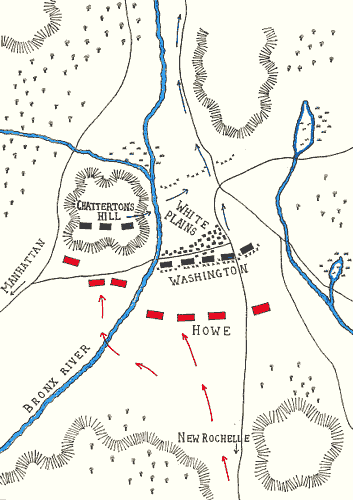 CHATTERTONS
HILL
WHITE
PLAINS
MANHATTAN
WASHINGTON
HOWE
BRONX RIVER
NEW ROCHELLE